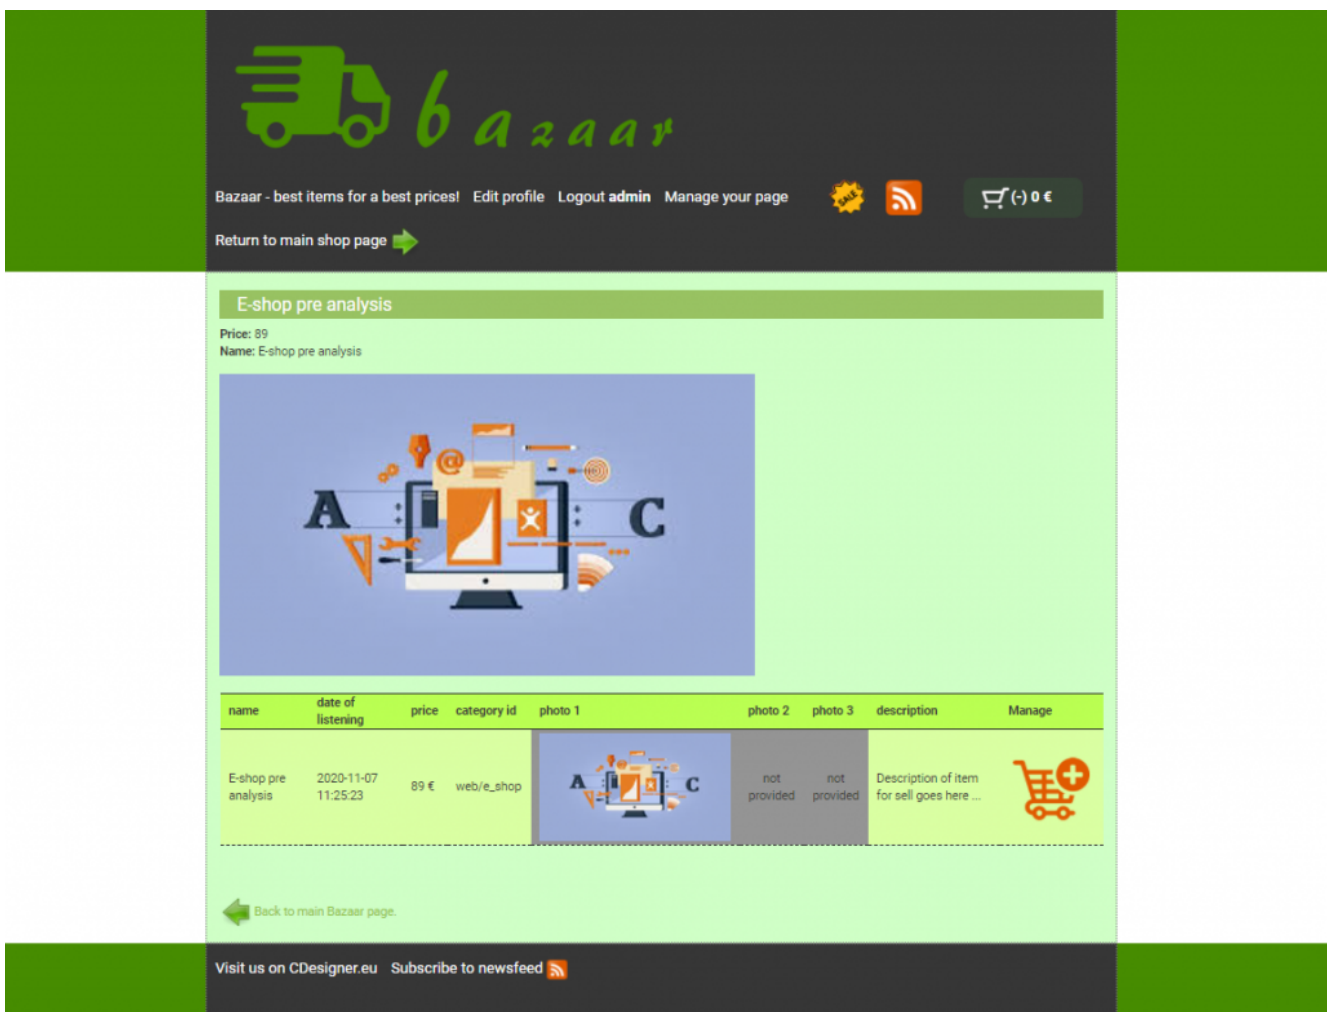 bazaar
Bazaar - best items for a best prices! Edit profile Logout admin Manage your page SALE (-) 0 €
Return to main shop page
E-shop pre analysis
Price: 89
Name: E-shop pre analysis
@
A C
name date of listening price category id photo 1 photo 2 photo 3 description Manage
E-shop pre analysis 2020-11-07 11:25:23 89 € web/e_shop A C not provided not provided Description of item for sell goes here ...
Back to main Bazaar page.
Visit us on CDesigner.eu Subscribe to newsfeed